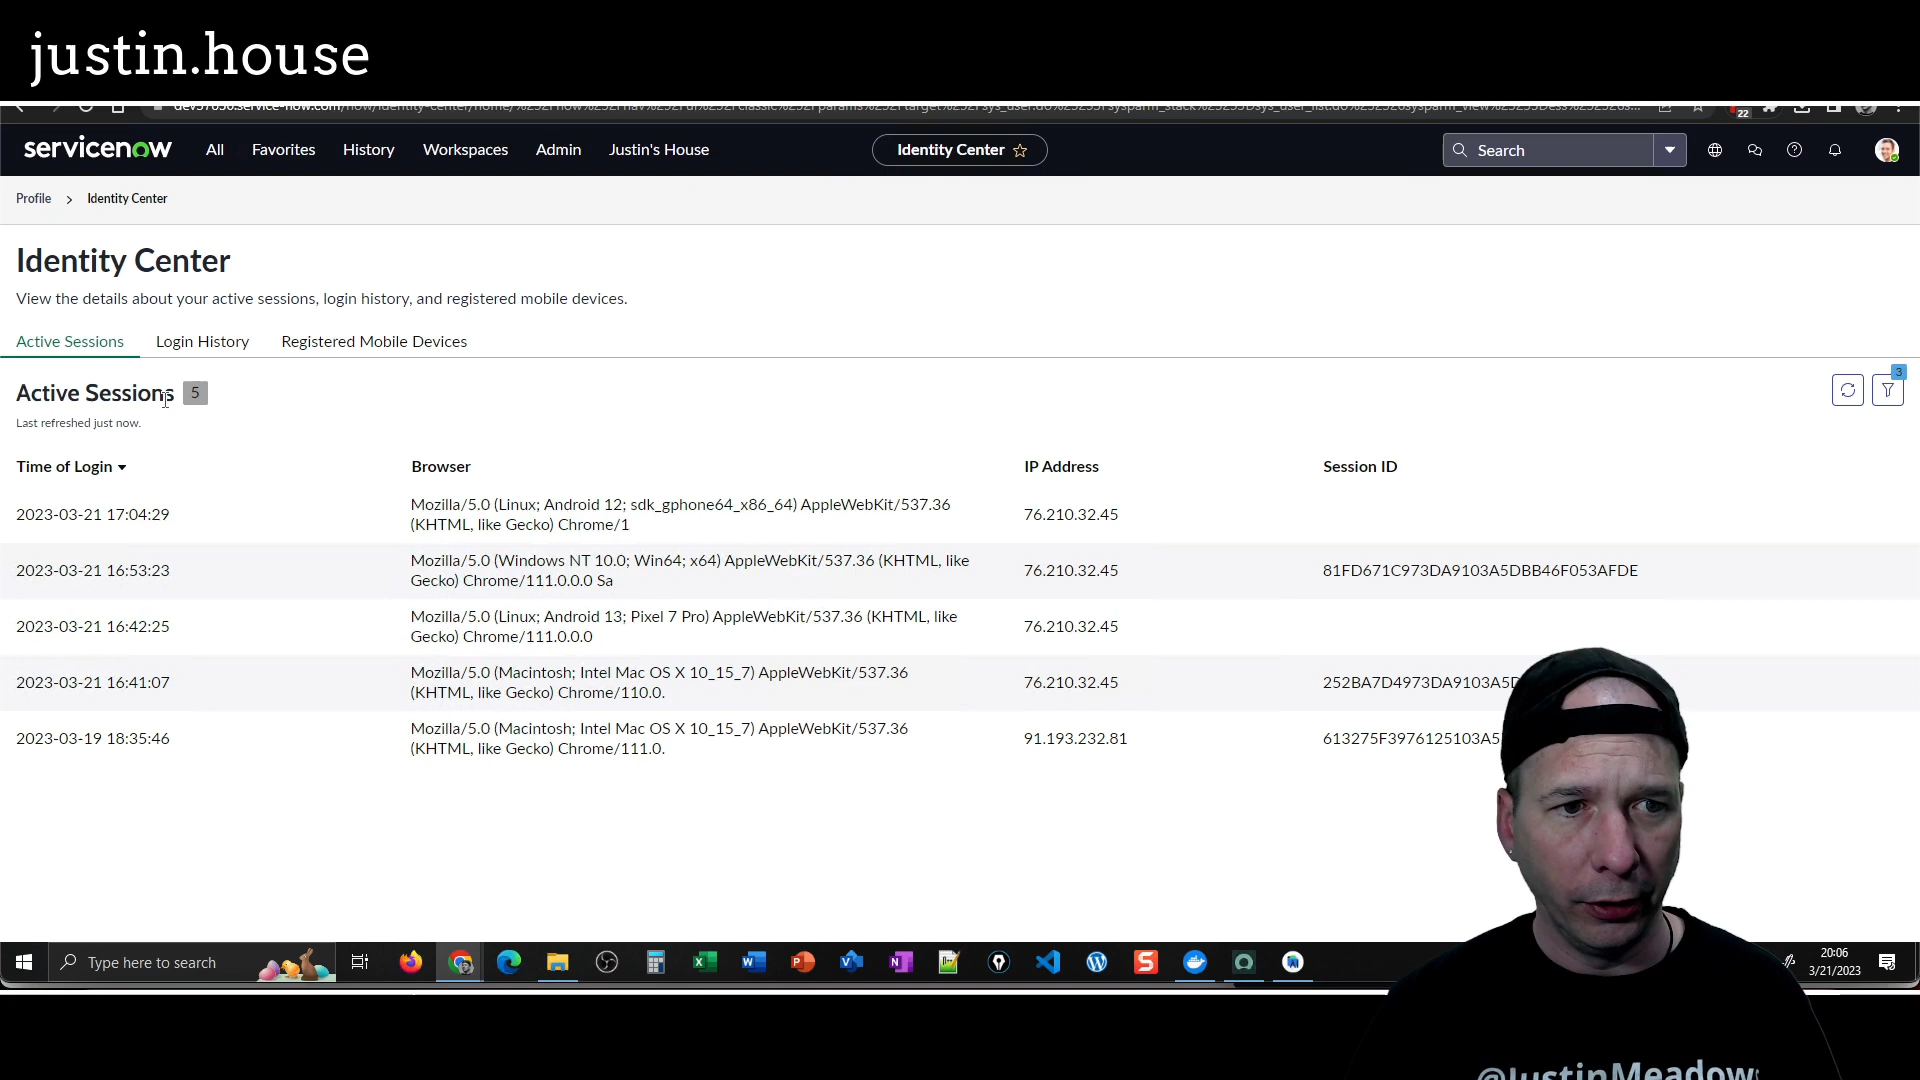 justin.house
servicenow All Favorites History Workspaces Admin Justin's House Identity Center Search
22
Profile > Identity Center
Identity Center
View the details about your active sessions, login history, and registered mobile devices.
Active Sessions Login History Registered Mobile Devices
Active Sessions 5
3
Last refreshed just now.
Time of Login Browser IP Address Session ID
2023-03-21 17:04:29 Mozilla/5.0 (Linux; Android 12; sdk_gphone64_x86_64) AppleWebKit/537.36 76.210.32.45
(KHTML, like Gecko) Chrome/1
2023-03-21 16:53:23 Mozilla/5.0 (Windows NT 10.0; Win64; x64) AppleWebKit/537.36 (KHTML, like 76.210.32.45 81FD671C973DA9103A5DBB46F053AFDE
Gecko) Chrome/111.0.0.0 Sa
2023-03-21 16:42:25 Mozilla/5.0 (Linux; Android 13; Pixel 7 Pro) AppleWebKit/537.36 (KHTML, like 76.210.32.45
Gecko) Chrome/111.0.0.0
2023-03-21 16:41:07 Mozilla/5.0 (Macintosh; Intel Mac OS X 10_15_7) AppleWebKit/537.36 76.210.32.45 252BA7D4973DA9103A5
(KHTML, like Gecko) Chrome/110.0.
2023-03-19 18:35:46 Mozilla/5.0 (Macintosh; Intel Mac OS X 10_15_7) AppleWebKit/537.36 91.193.232.81 613275F3976125103A5
(KHTML, like Gecko) Chrome/111.0.
Type here to search
20:06
3/21/2023
@JustinMeadow